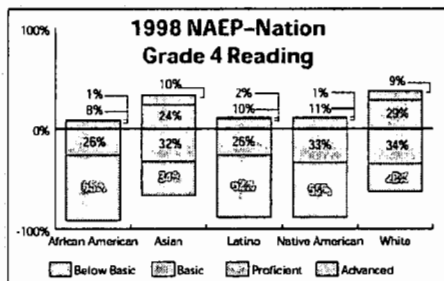 1998 NAEP–Nation
Grade 4 Reading
100%
0%
-100%
1%
8%
26%
10%
24%
32%
2%
10%
26%
1%
11%
33%
9%
29%
34%
African American
Asian
Latino
Native American
White
Below Basic
Basic
Proficient
Advanced